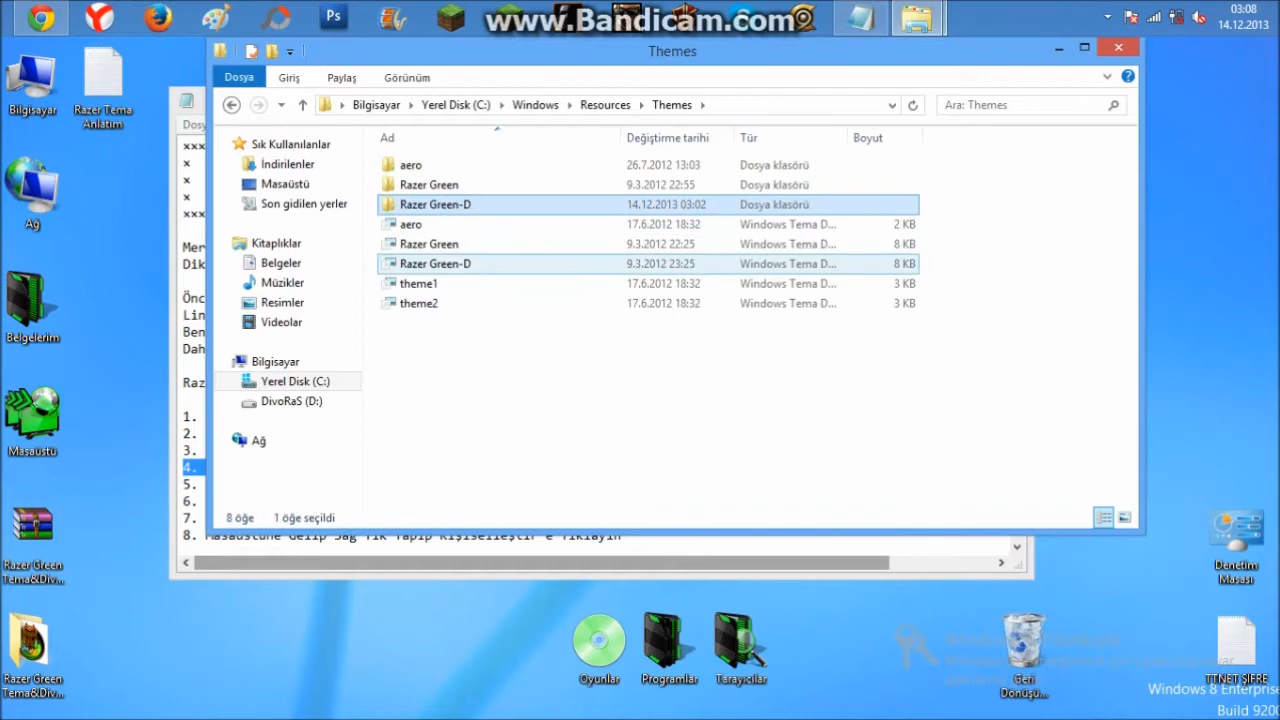 www.Bandicam.com
Ps
03:08
14.12.2013
Themes
Dosya
Giriş
Paylaş
Görünüm
Bilgisayar
Yerel Disk (C:)
Windows
Resources
Themes
Ara: Themes
Ad
Değiştirme tarihi
Tür
Boyut
Sık Kullanılanlar
İndirilenler
Masaüstü
Son gidilen yerler
Kitaplıklar
Belgeler
Müzikler
Resimler
Videolar
Bilgisayar
Yerel Disk (C:)
DivoRaS (D:)
Ağ
aero 26.7.2012 13:03 Dosya klasörü
Razer Green 9.3.2012 22:55 Dosya klasörü
Razer Green-D 14.12.2013 03:02 Dosya klasörü
aero 17.6.2012 18:32 Windows Tema D... 2 KB
Razer Green 9.3.2012 22:25 Windows Tema D... 8 KB
Razer Green-D 9.3.2012 23:25 Windows Tema D... 8 KB
theme1 17.6.2012 18:32 Windows Tema D... 3 KB
theme2 17.6.2012 18:32 Windows Tema D... 3 KB
8 öğe 1 öğe seçildi
Dosy
xxx
x
x
x
xxx
Mer
Dik
Önc
Lin
Ben
Dah
Raz
1.
2.
3.
4.
5.
6.
7.
8. Masaüstüne Gelip Sağ Tık Yapıp Kişiselleştir'e Tıklayın
Bilgisayar
Razer Tema
Anlatım
Ağ
Belgelerim
Masaüstü
Razer Green
Tema&Div...
Razer Green
Tema&Div...
Oyunlar
Programlar
Tarayıcılar
Geri
Dönüşü...
Denetim
Masası
TTNET ŞİFRE
Windows 8 Enterprise
Build 9200